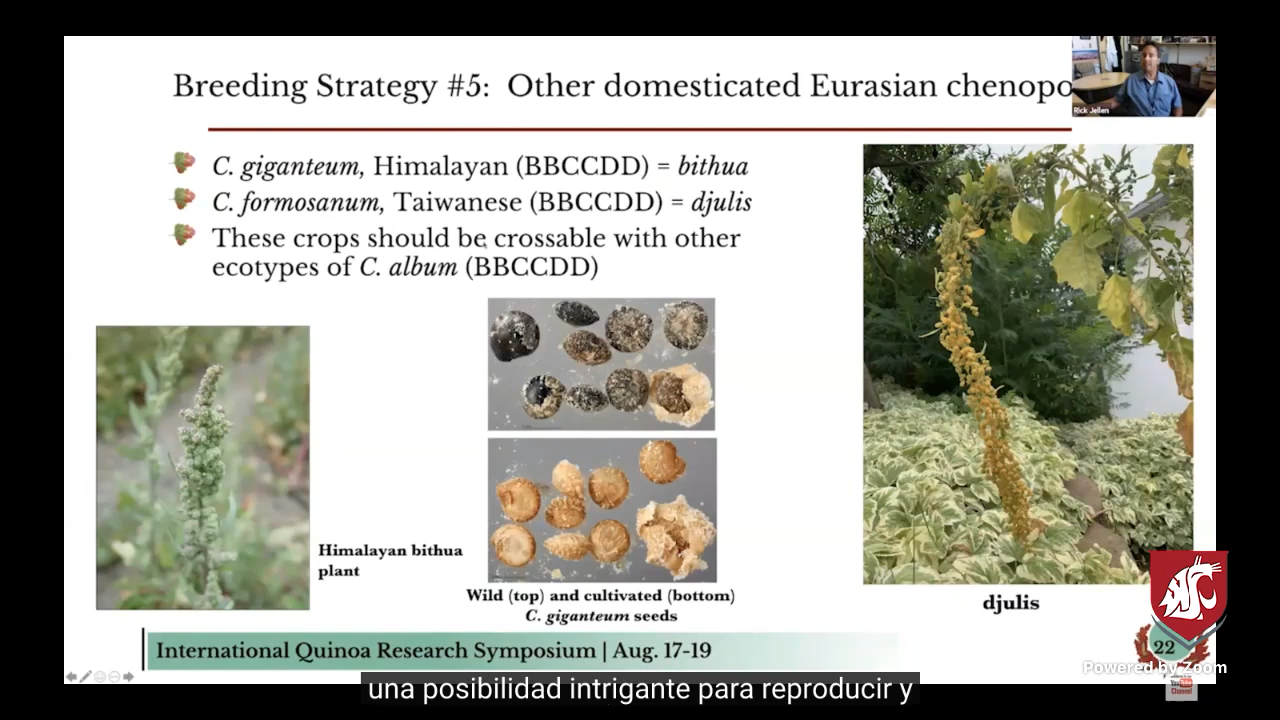 Breeding Strategy #5: Other domesticated Eurasian chenopo
Rick Jellen
C. giganteum, Himalayan (BBCCDD) = bithua
C. formosanum, Taiwanese (BBCCDD) = djulis
These crops should be crossable with other
ecotypes of C. album (BBCCDD)
Himalayan bithua
plant
Wild (top) and cultivated (bottom)
C. giganteum seeds
djulis
International Quinoa Research Symposium | Aug. 17-19
22
Powered by Zoom
YouTube
Channel
una posibilidad intrigante para reproducir y